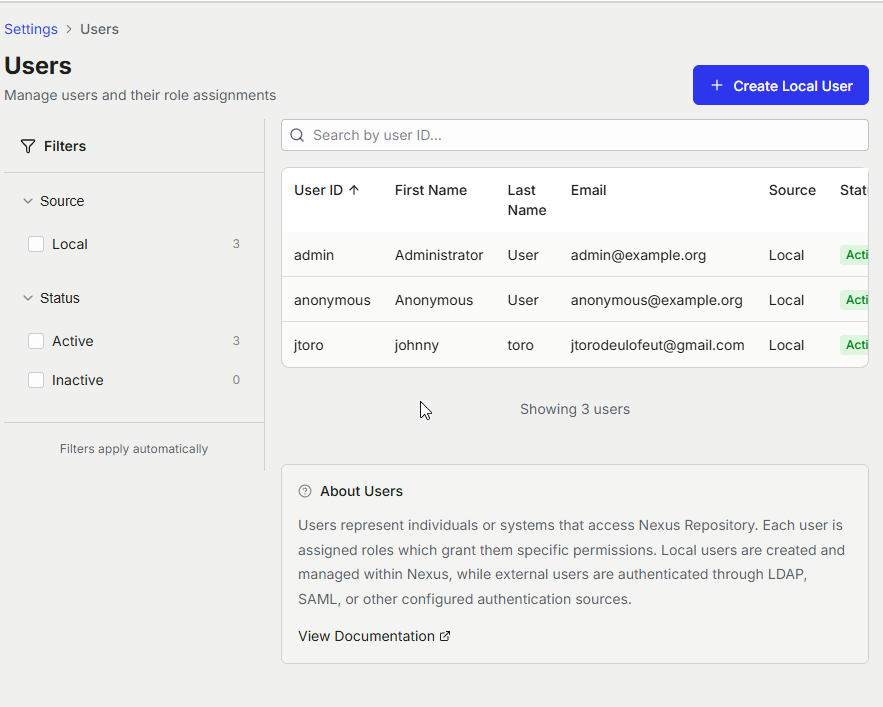 Settings > Users
Users
Manage users and their role assignments
+ Create Local User
Filters
Source
Local 3
Status
Active 3
Inactive 0
Filters apply automatically
Search by user ID...
User ID ↑ First Name Last Name Email Source Stat
admin Administrator User admin@example.org Local Acti
anonymous Anonymous User anonymous@example.org Local Acti
jtoro johnny toro jtorodeulofeut@gmail.com Local Acti
Showing 3 users
About Users
Users represent individuals or systems that access Nexus Repository. Each user is
assigned roles which grant them specific permissions. Local users are created and
managed within Nexus, while external users are authenticated through LDAP,
SAML, or other configured authentication sources.
View Documentation